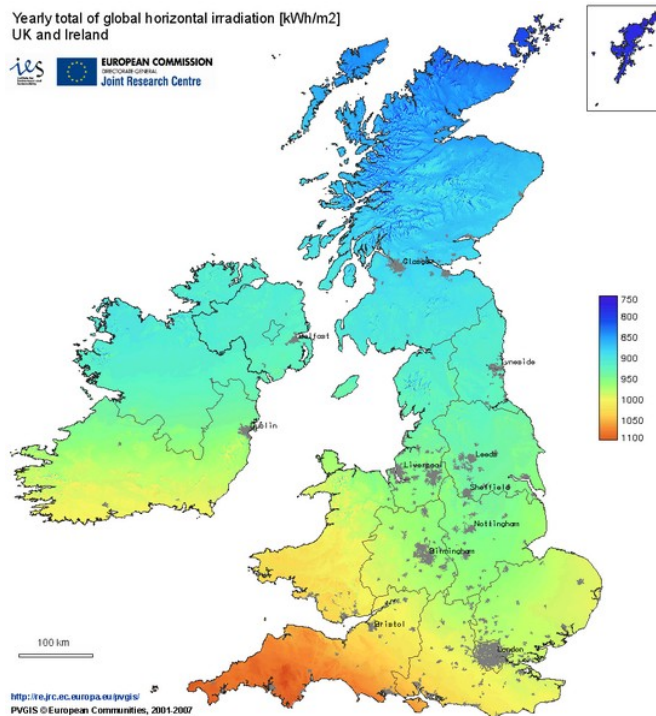 Yearly total of global horizontal irradiation [kWh/m2]
UK and Ireland
ies
EUROPEAN COMMISSION
DIRECTORATE-GENERAL
Joint Research Centre
Glasgow
Belfast
Tyneside
Dublin
Leeds
Liverpool
Sheffield
Nottingham
Birmingham
Bristol
London
750
800
850
900
950
1000
1050
1100
100 km
http://re.jrc.ec.europa.eu/pvgis/
PVGIS © European Communities, 2001-2007